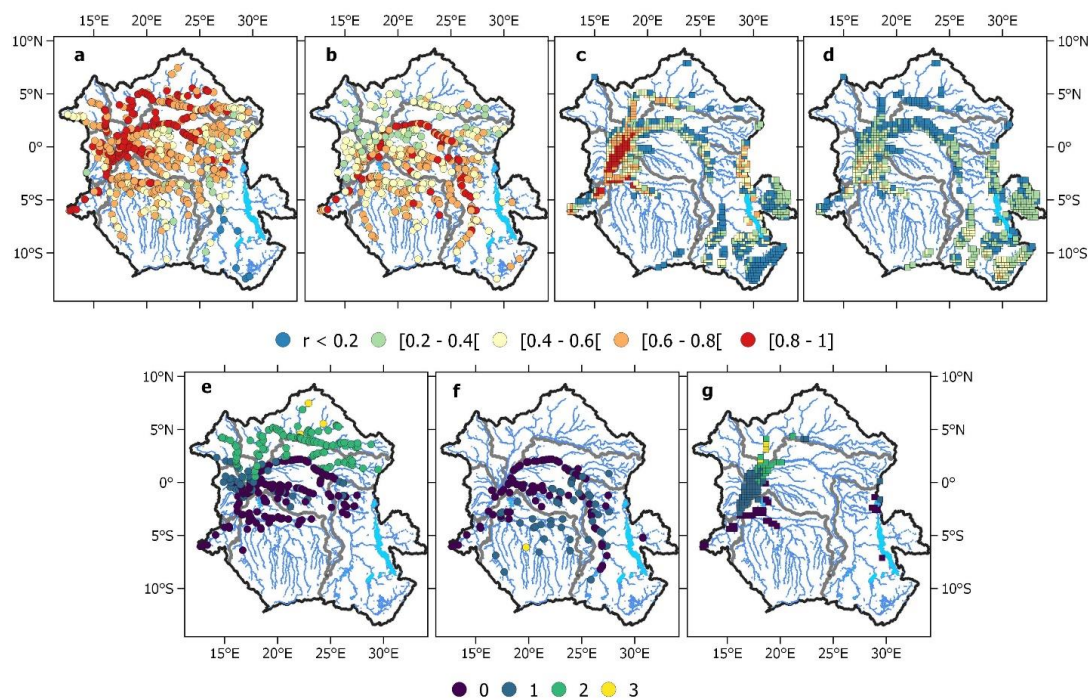 15°E 20°E 25°E 30°E 15°E 20°E 25°E 30°E 15°E 20°E 25°E 30°E 15°E 20°E 25°E 30°E
10°N a b c d 10°N
5°N 5°N
0° 0°
5°S 5°S
10°S 10°S
r < 0.2 [0.2 - 0.4[ [0.4 - 0.6[ [0.6 - 0.8[ [0.8 - 1]
10°N e f g 10°N
5°N 5°N
0° 0°
5°S 5°S
10°S 10°S
15°E 20°E 25°E 30°E 15°E 20°E 25°E 30°E 15°E 20°E 25°E 30°E
0 1 2 3